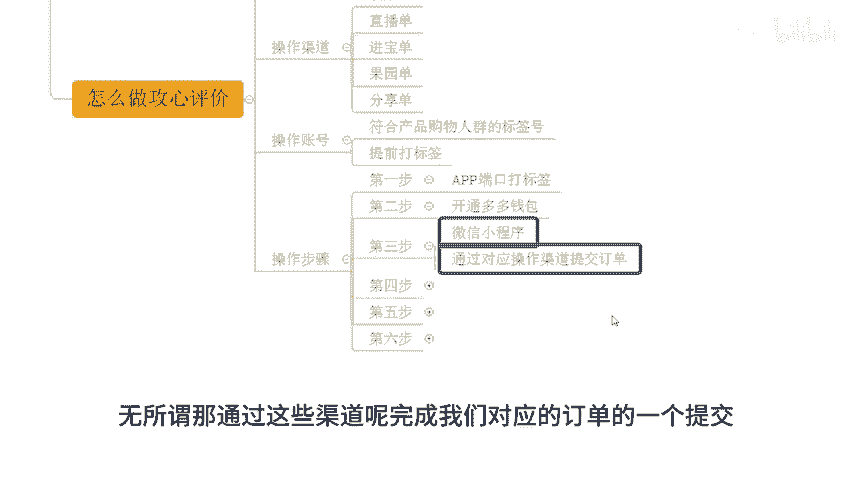 bilibili
直播单
操作渠道
进宝单
果园单
怎么做攻心评价
分享单
符合产品购物人群的标签号
操作账号
提前打标签
第一步 APP端口打标签
第二步 开通多多钱包
微信小程序
第三步
操作步骤
通过对应操作渠道提交订单
第四步
第五步
第六步
无所谓那通过这些渠道呢完成我们对应的订单的一个提交